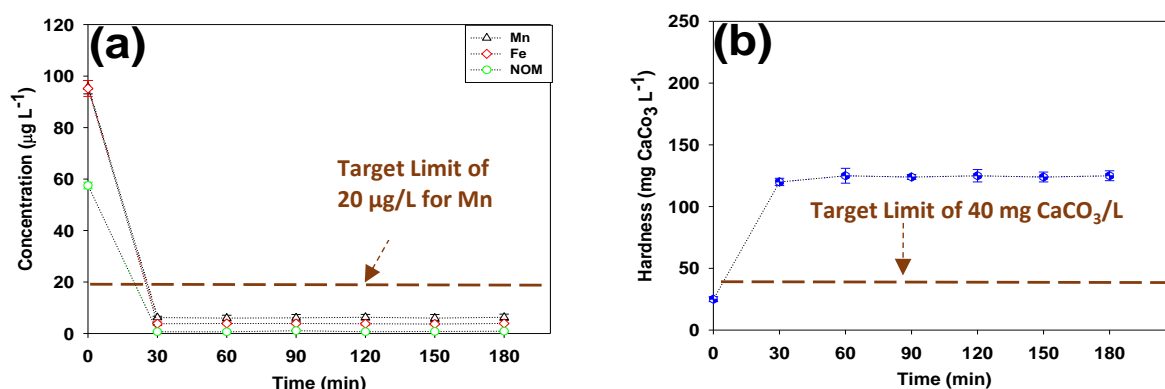 (a)
Mn
Fe
NOM
Concentration (µg L⁻¹)
120
100
80
60
40
20
0
Target Limit of
20 µg/L for Mn
0 30 60 90 120 150 180
Time (min)
(b)
Hardness (mg CaCo₃ L⁻¹)
250
200
150
100
50
0
Target Limit of 40 mg CaCO₃/L
0 30 60 90 120 150 180
Time (min)